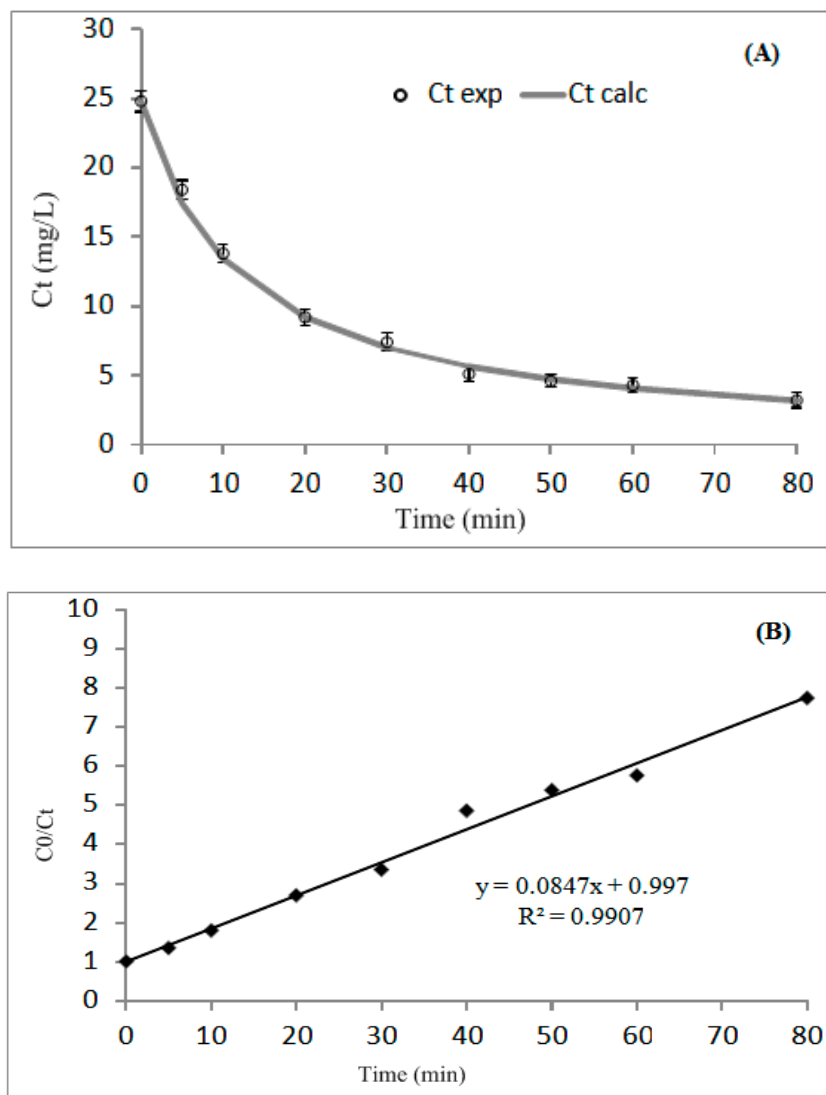 (A)
Ct exp
Ct calc
30
25
20
15
10
5
0
Ct (mg/L)
0 10 20 30 40 50 60 70 80
Time (min)
(B)
10
9
8
7
6
5
4
3
2
1
0
C0/Ct
y = 0.0847x + 0.997
R² = 0.9907
0 10 20 30 40 50 60 70 80
Time (min)